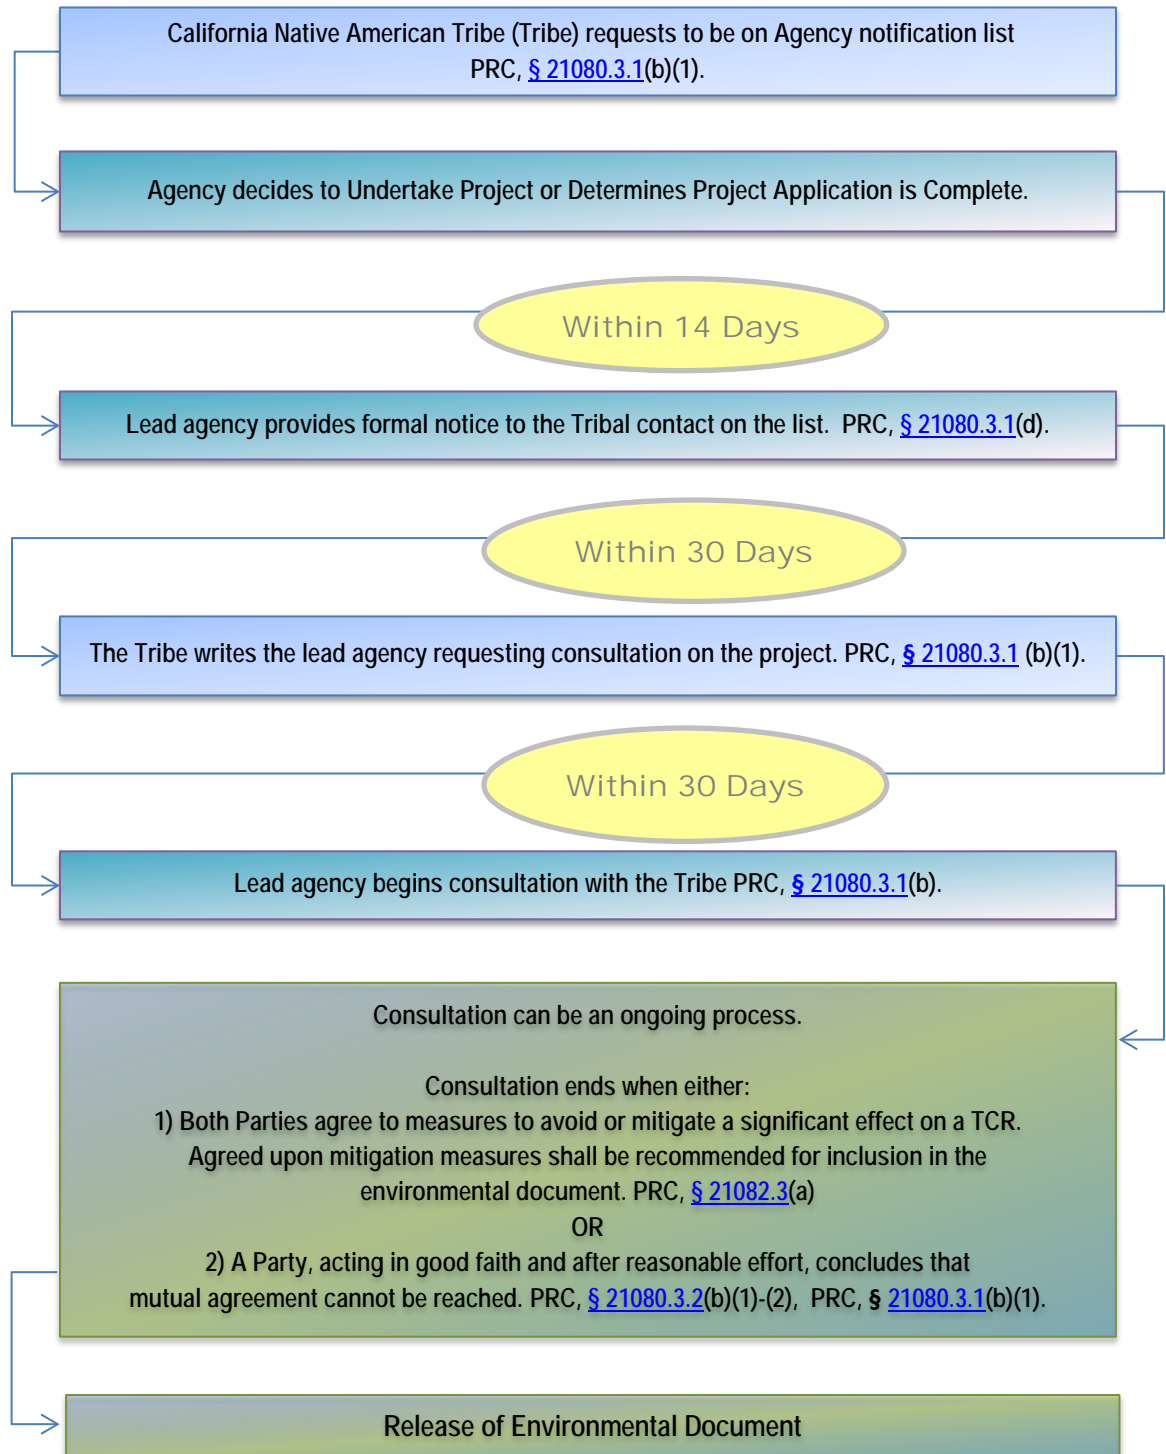 California Native American Tribe (Tribe) requests to be on Agency notification list
PRC, § 21080.3.1(b)(1).
Agency decides to Undertake Project or Determines Project Application is Complete.
Within 14 Days
Lead agency provides formal notice to the Tribal contact on the list. PRC, § 21080.3.1(d).
Within 30 Days
The Tribe writes the lead agency requesting consultation on the project. PRC, § 21080.3.1 (b)(1).
Within 30 Days
Lead agency begins consultation with the Tribe PRC, § 21080.3.1(b).
Consultation can be an ongoing process.
Consultation ends when either:
1) Both Parties agree to measures to avoid or mitigate a significant effect on a TCR.
Agreed upon mitigation measures shall be recommended for inclusion in the
environmental document. PRC, § 21082.3(a)
OR
2) A Party, acting in good faith and after reasonable effort, concludes that
mutual agreement cannot be reached. PRC, § 21080.3.2(b)(1)-(2), PRC, § 21080.3.1(b)(1).
Release of Environmental Document